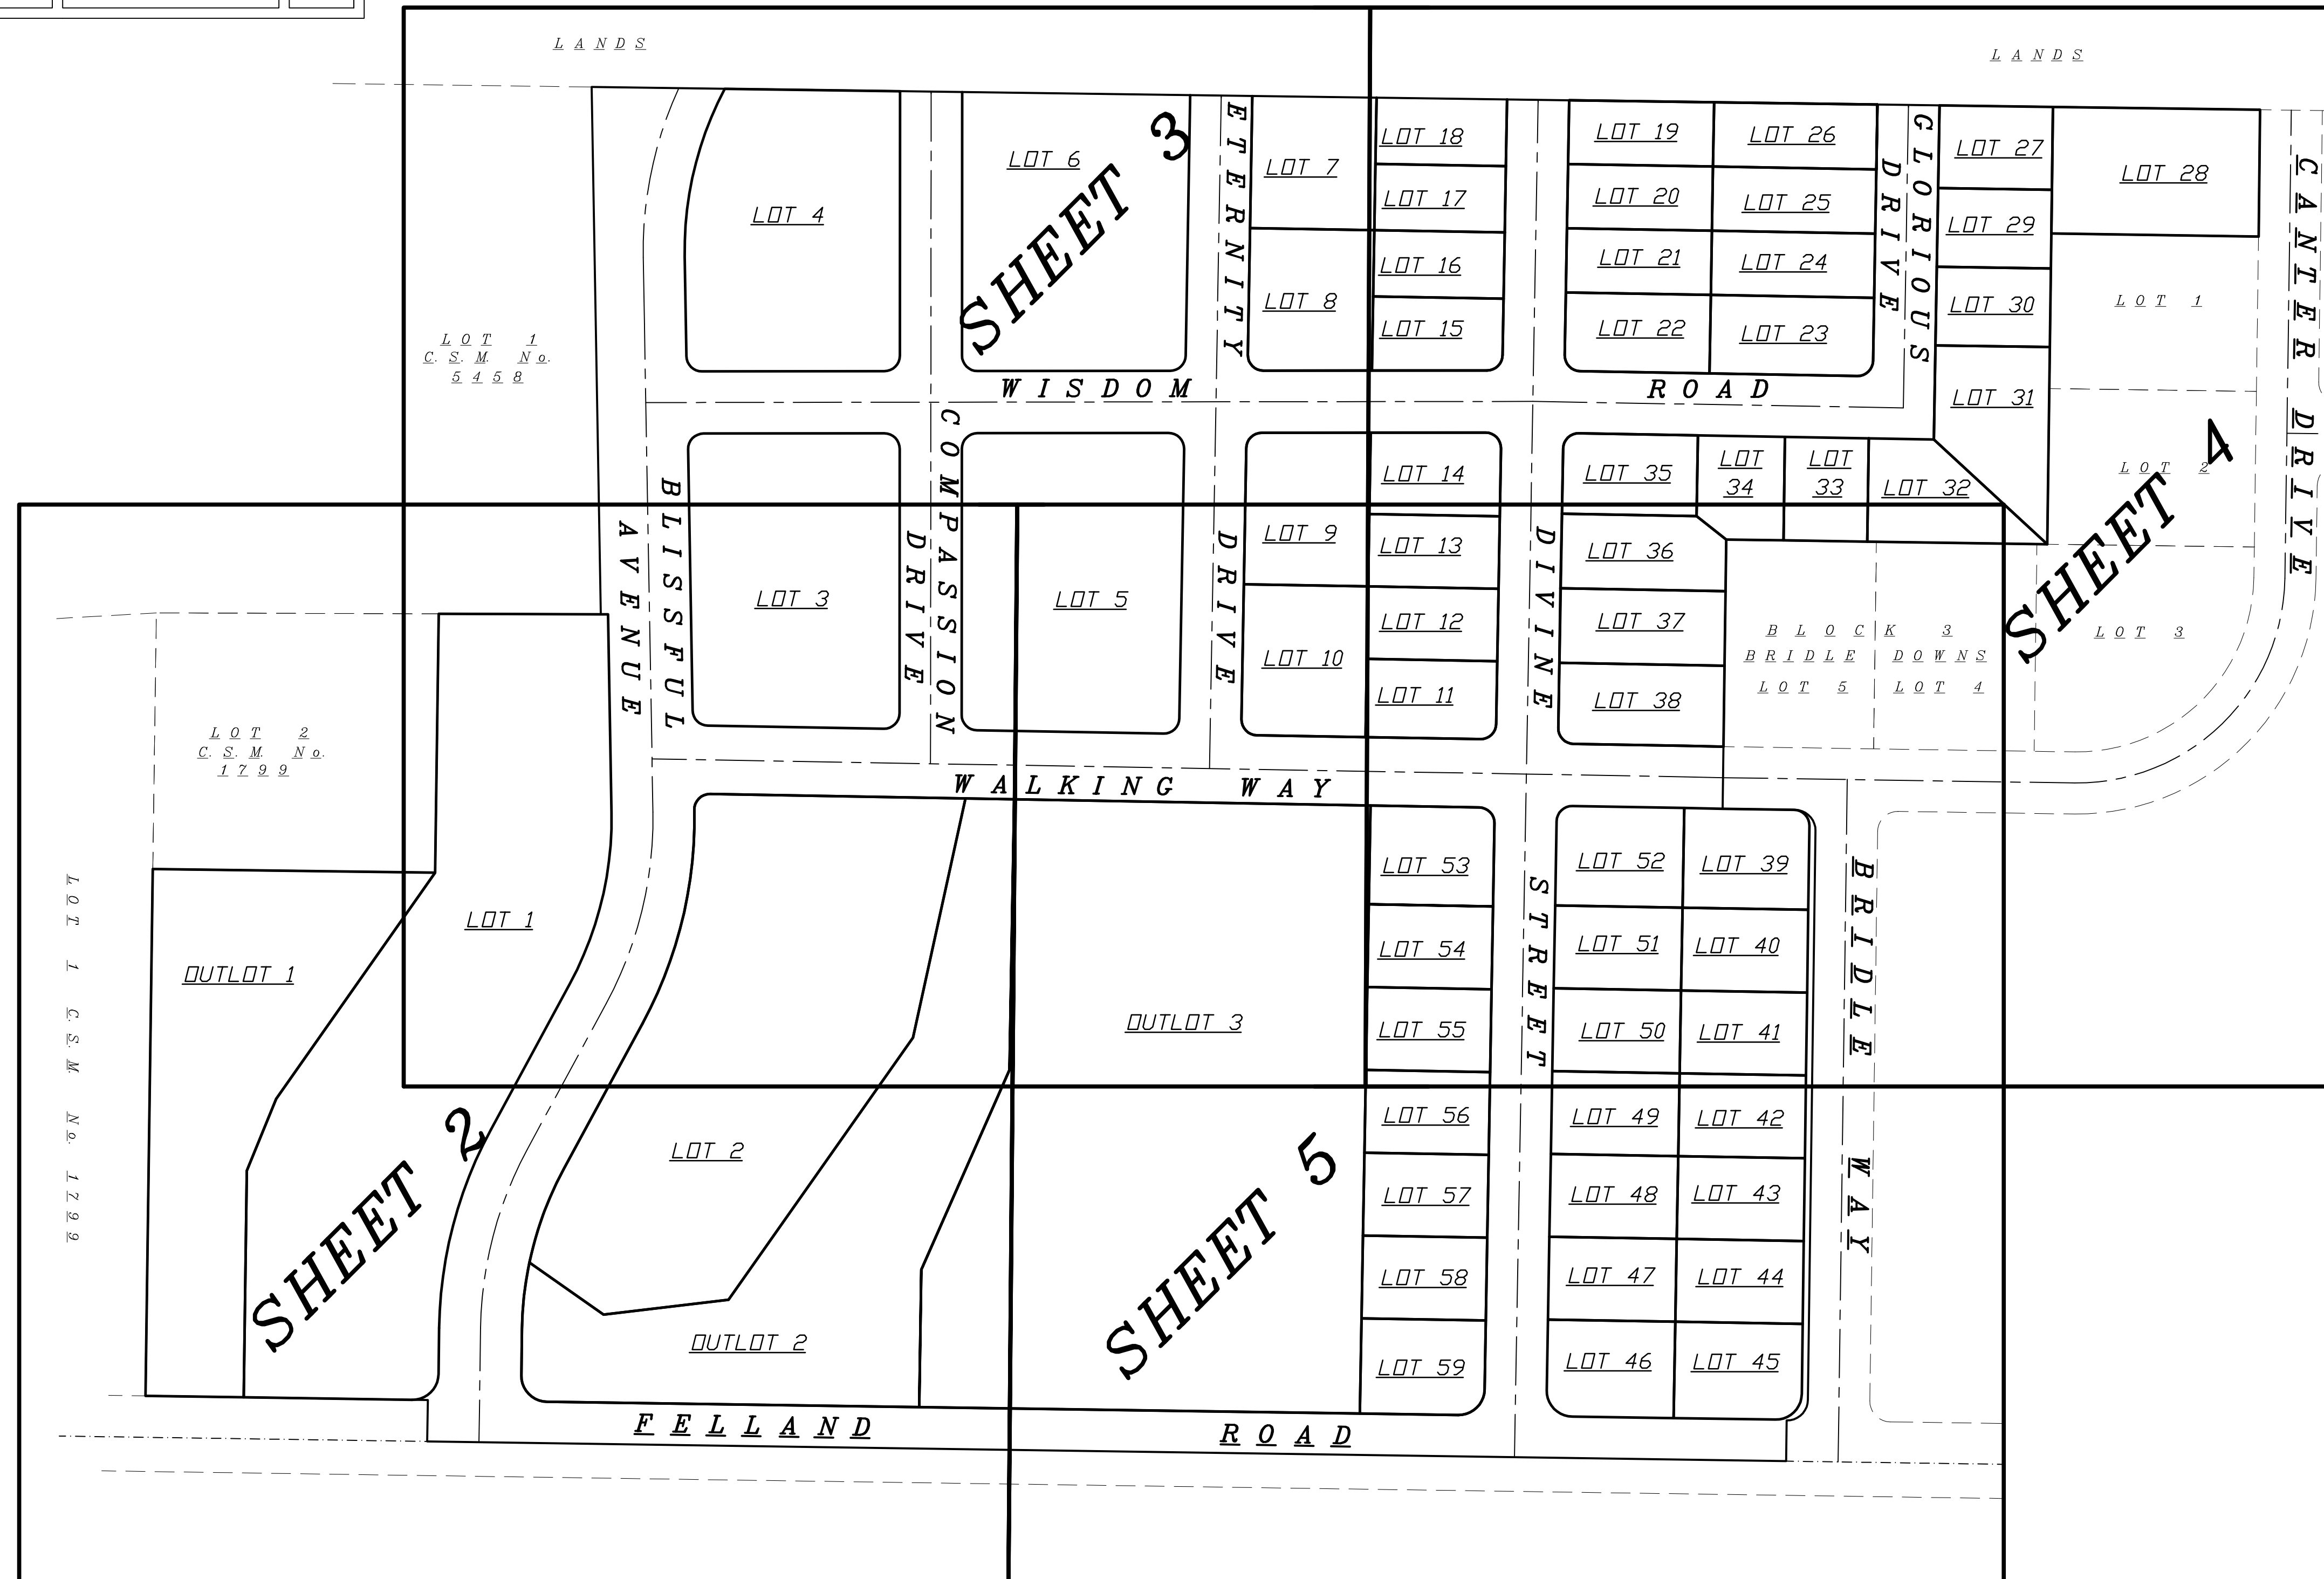 LANDS
LANDS
SHEET 3
LOT 18
LOT 19
LOT 26
LOT 27
LOT 6
LOT 7
LOT 28
LOT 17
LOT 20
LOT 25
LOT 4
LOT 29
LOT 16
LOT 21
LOT 24
LOT 8
LOT 30
LOT 1
LOT 15
LOT 22
LOT 23
ETERNITY
DRIVE
GLORIOUS
DRIVE
CANTER DRIVE
LOT 1
C.S.M. No.
5458
WISDOM
ROAD
LOT 31
LOT 14
LOT 35
LOT
34
LOT
33
LOT 32
LOT 2
SHEET 4
BLISSFUL
AVENUE
COMPASSION
DRIVE
DIVINE
STREET
LOT 9
LOT 13
LOT 36
LOT 3
LOT 5
LOT 12
LOT 37
LOT 10
LOT 11
LOT 38
BLOCK 3
BRIDLE DOWNS
LOT 5
LOT 4
LOT 3
LOT 2
C.S.M. No.
1799
WALKING WAY
LOT 1 C.S.M. No. 1799
LOT 53
LOT 52
LOT 39
LOT 1
LOT 54
LOT 51
LOT 40
OUTLOT 1
OUTLOT 3
LOT 55
LOT 50
LOT 41
BRIDLE WAY
SHEET 2
LOT 56
LOT 49
LOT 42
LOT 2
SHEET 5
LOT 57
LOT 48
LOT 43
LOT 58
LOT 47
LOT 44
OUTLOT 2
LOT 59
LOT 46
LOT 45
FELLAND
ROAD